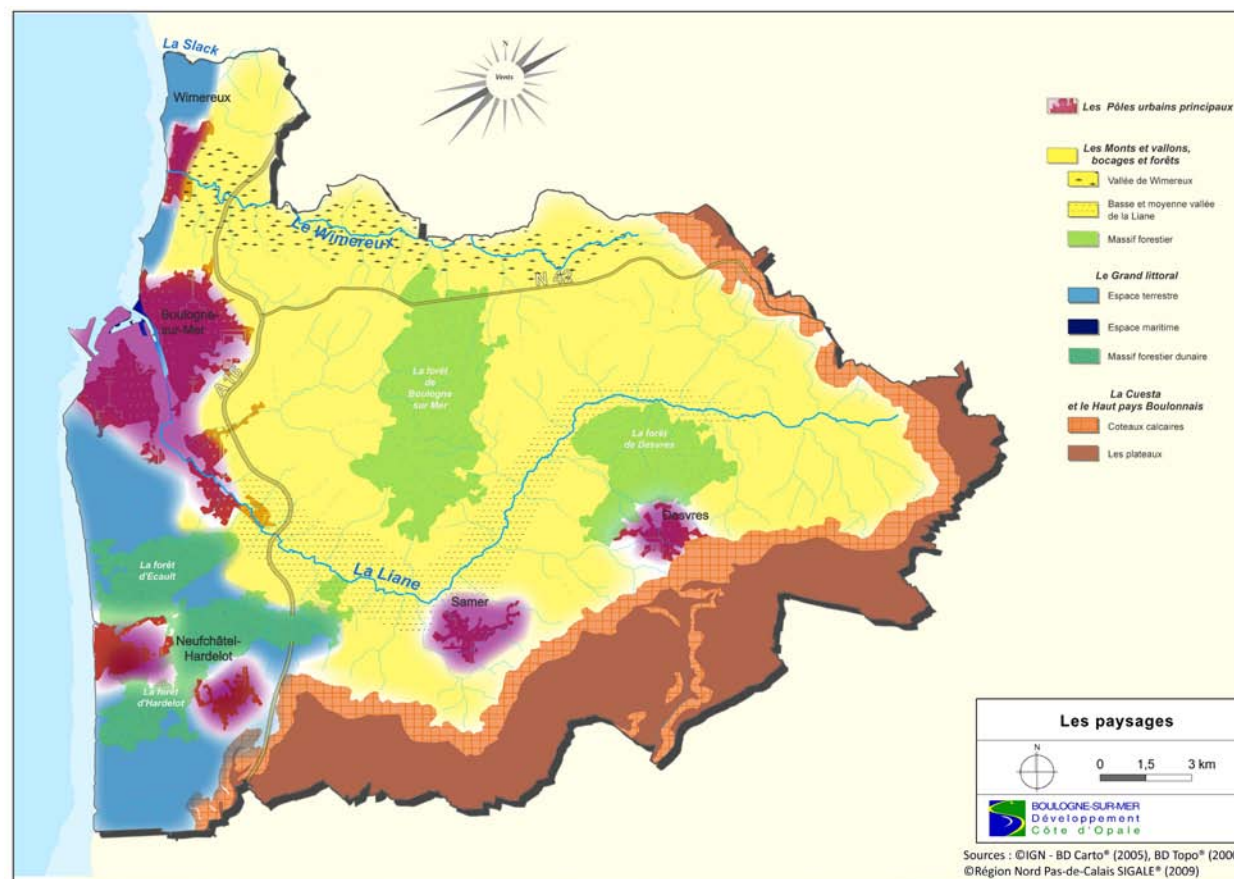 La Slack
Wimereux
N
Vents
Le Wimereux
N 42
Boulogne-
sur-Mer
A16
La forêt
de
Boulogne
sur Mer
La forêt
de Desvres
Desvres
La Liane
Samer
La forêt
d'Ecault
Neufchâtel-
Hardelot
La forêt
d'Hardelot
Les Pôles urbains principaux
Les Monts et vallons,
bocages et forêts
Vallée de Wimereux
Basse et moyenne vallée
de la Liane
Massif forestier
Le Grand littoral
Espace terrestre
Espace maritime
Massif forestier dunaire
La Cuesta
et le Haut pays Boulonnais
Coteaux calcaires
Les plateaux
Les paysages
N
0 1,5 3 km
BOULOGNE-SUR-MER
Développement
Côte d'Opale
Sources : ©IGN - BD Carto® (2005), BD Topo®
©Région Nord Pas-de-Calais SIGALE® (2009)